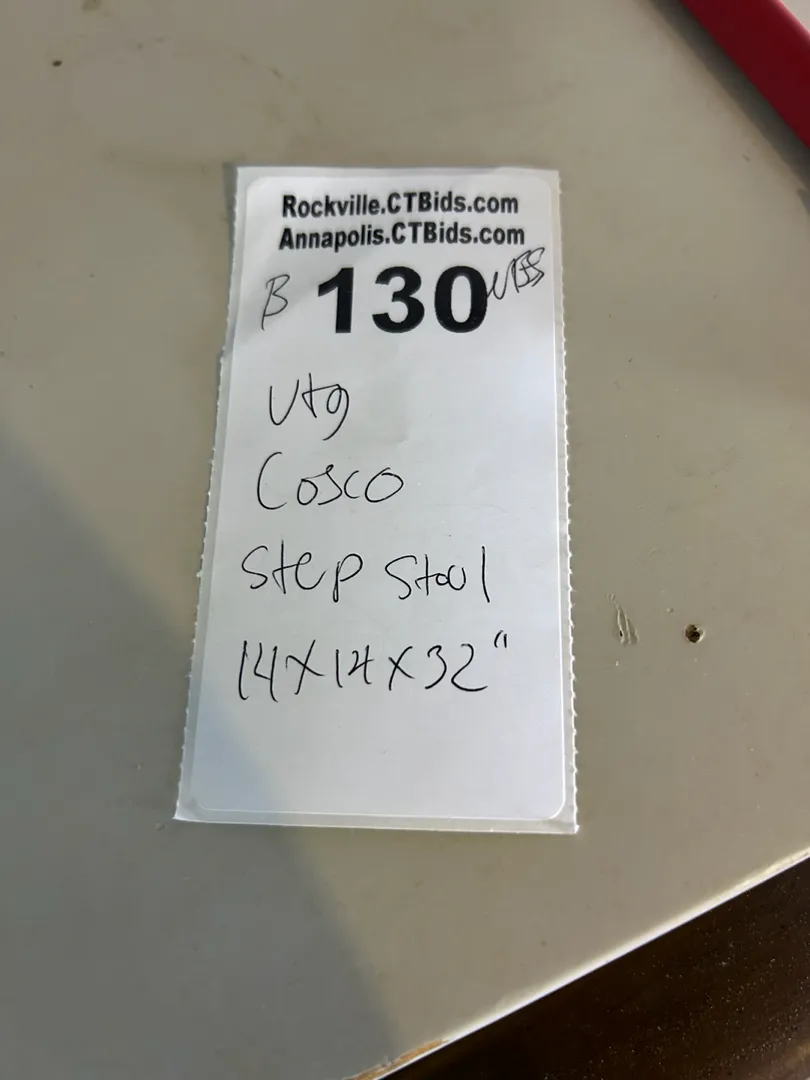 Rockville.CTBids.com
Annapolis.CTBids.com
B 130
Vtg
Cosco
Step Stool
14x14x32"